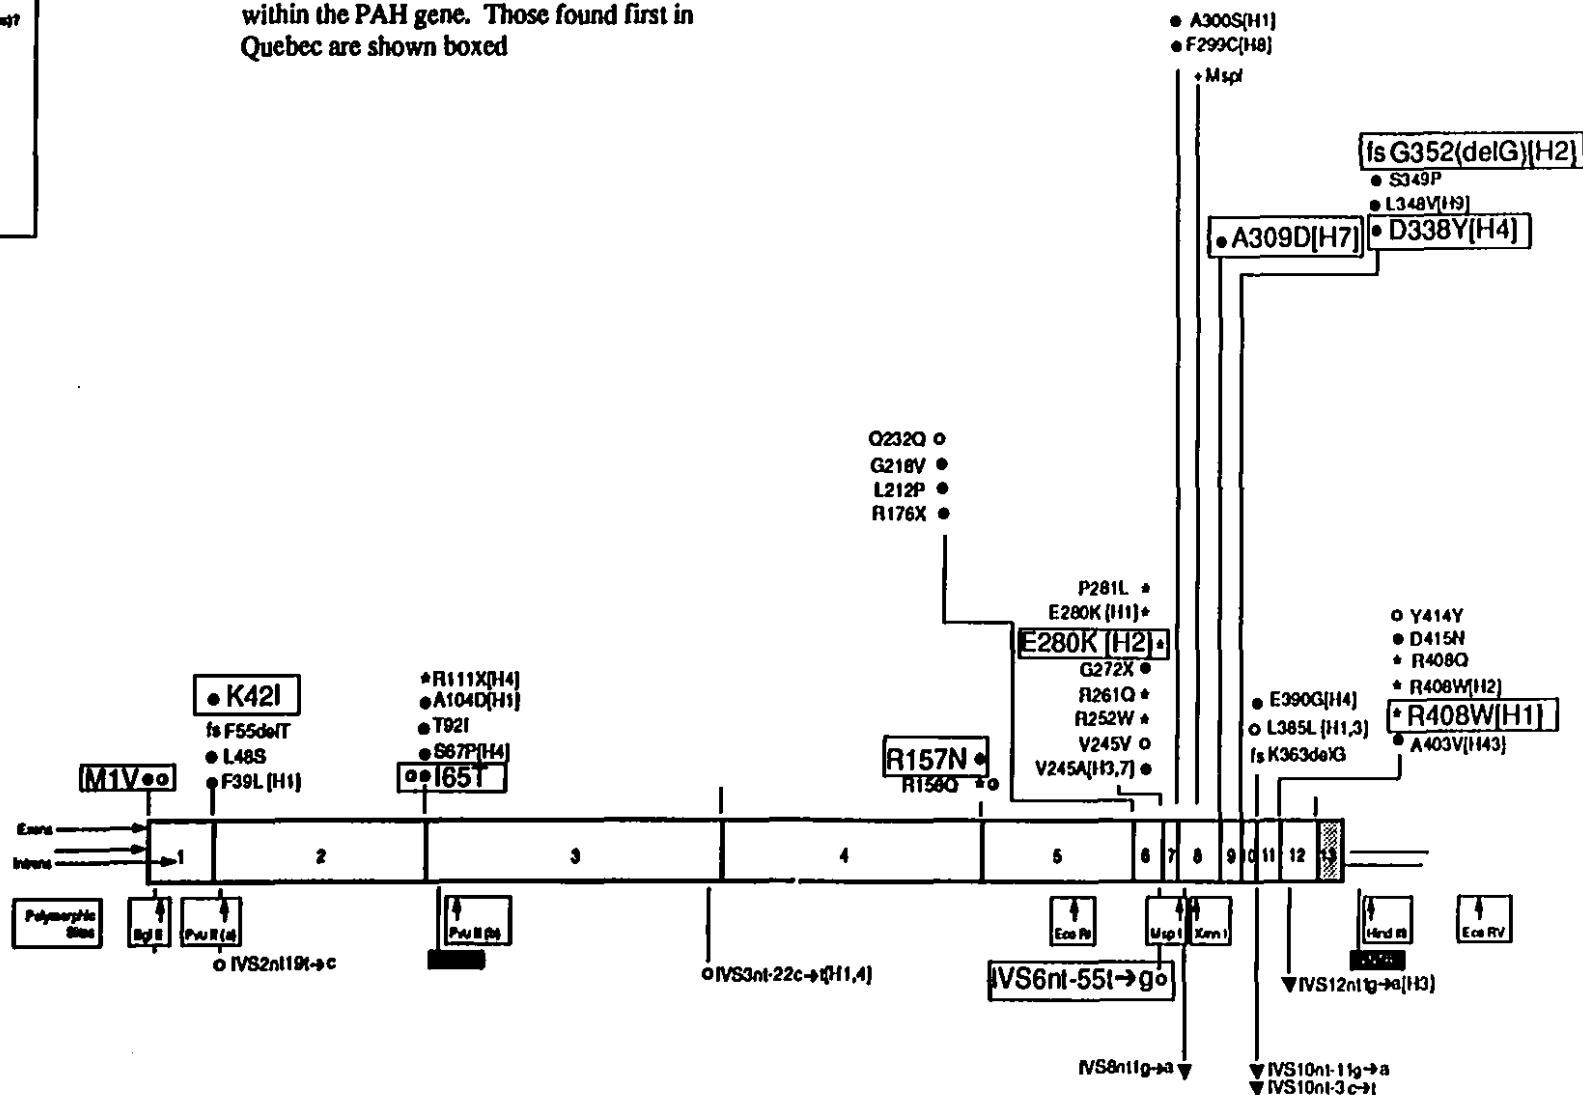 within the PAH gene. Those found first in
Quebec are shown boxed
● A300S[H1]
● F299C[H8]
+ MspI
fs G352(delG)[H2]
● S349P
● L348V[H9]
● D338Y[H4]
● A309D[H7]
Q232Q o
G218V ●
L212P ●
R176X ●
P281L *
E280K [H1] *
E280K [H2] *
G272X ●
R261Q *
R252W *
V245V o
V245A[H3,7] ●
o Y414Y
● D415N
* R408Q
* R408W[H2]
* R408W[H1]
● A403V[H43]
● E390G[H4]
o L385L [H1,3]
fs K363delG
● K42I
fs F55delT
● L48S
● F39L [H1]
* R111X[H4]
● A104D[H1]
● T92I
● S67P[H4]
o● I65T
M1V ●o
R157N ●
R158Q *o
Exons
Introns
1 2 3 4 5 6 7 8 9 10 11 12 13
Polymorphic
Sites
Bgl II
Pvu II (a)
Pvu II (b)
Eco RI
Msp I
Xmn I
Hind III
Eco RV
o IVS2nt19t→c
o IVS3nt-22c→t[H1,4]
IVS6nt-55t→g o
▼ IVS12nt1g→a[H3]
IVS8nt1g→a ▼
▼ IVS10nt-11g→a
▼ IVS10nt-3c→t